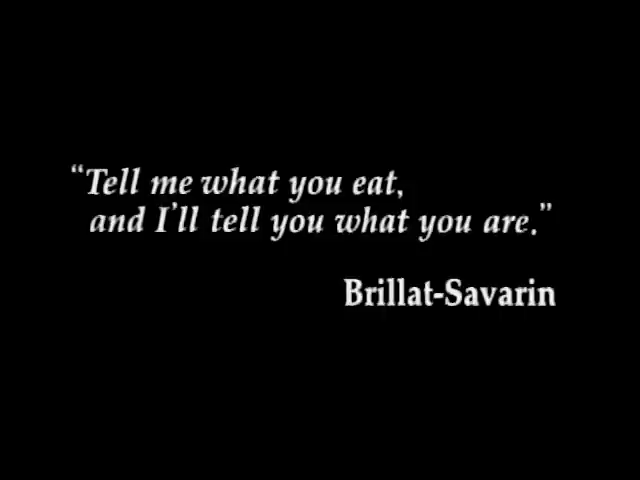 “Tell me what you eat,
and I'll tell you what you are.”
Brillat-Savarin